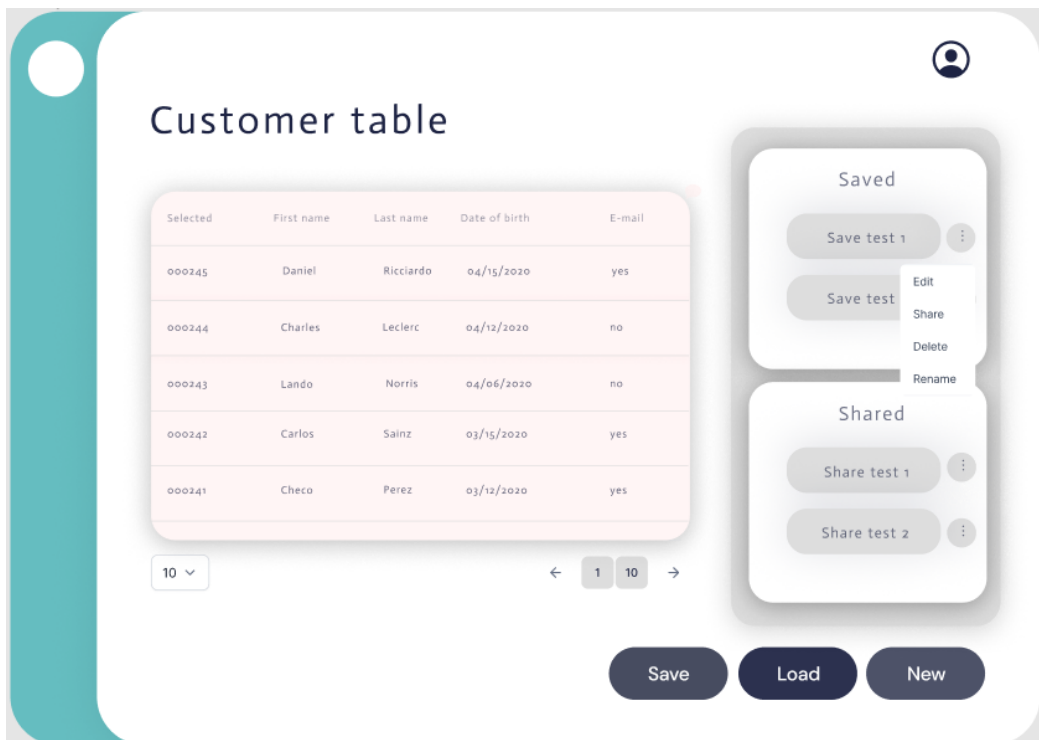 Customer table
Selected First name Last name Date of birth E-mail
000245 Daniel Ricciardo 04/15/2020 yes
000244 Charles Leclerc 04/12/2020 no
000243 Lando Norris 04/06/2020 no
000242 Carlos Sainz 03/15/2020 yes
000241 Checo Perez 03/12/2020 yes
10
1 10
Saved
Save test 1
Save test
Edit
Share
Delete
Rename
Shared
Share test 1
Share test 2
Save Load New